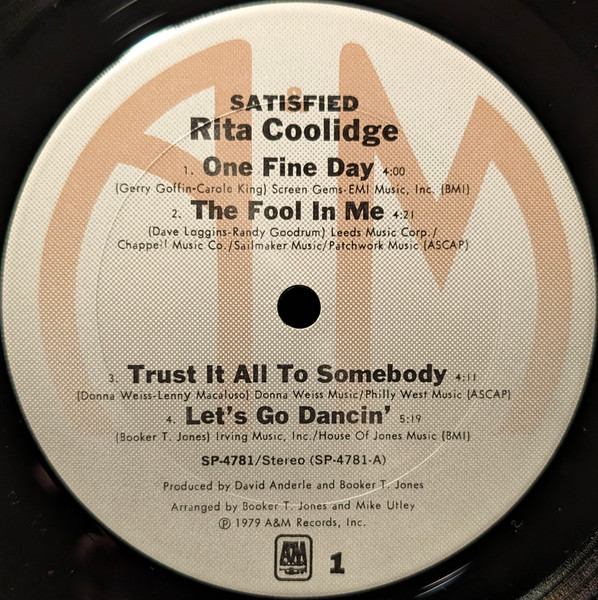 A&M
SATISFIED
Rita Coolidge
1. One Fine Day 4:00
(Gerry Goffin-Carole King) Screen Gems-EMI Music, Inc. (BMI)
2. The Fool In Me 4:21
(Dave Loggins-Randy Goodrum) Leeds Music Corp./
Chappell Music Co./Sailmaker Music/Patchwork Music (ASCAP)
3. Trust It All To Somebody 4:11
(Donna Weiss-Lenny Macaluso) Donna Weiss Music/Philly West Music (ASCAP)
4. Let's Go Dancin' 5:19
(Booker T. Jones) Irving Music, Inc./House Of Jones Music (BMI)
SP-4781/Stereo (SP-4781-A)
Produced by David Anderle and Booker T. Jones
Arranged by Booker T. Jones and Mike Utley
℗ 1979 A&M Records, Inc.
A&M 1